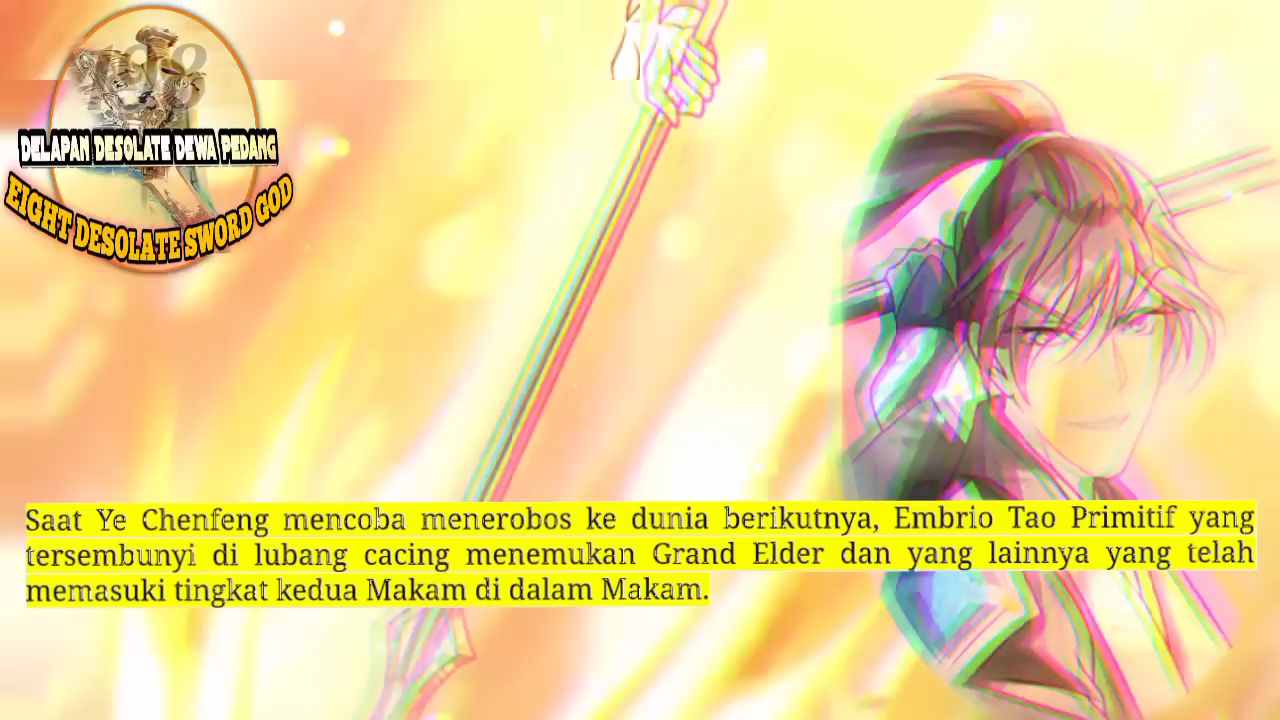 DELAPAN DESOLATE DEWA PEDANG
EIGHT DESOLATE SWORD GOD
Saat Ye Chenfeng mencoba menerobos ke dunia berikutnya, Embrio Tao Primitif yang
tersembunyi di lubang cacing menemukan Grand Elder dan yang lainnya yang telah
memasuki tingkat kedua Makam di dalam Makam.